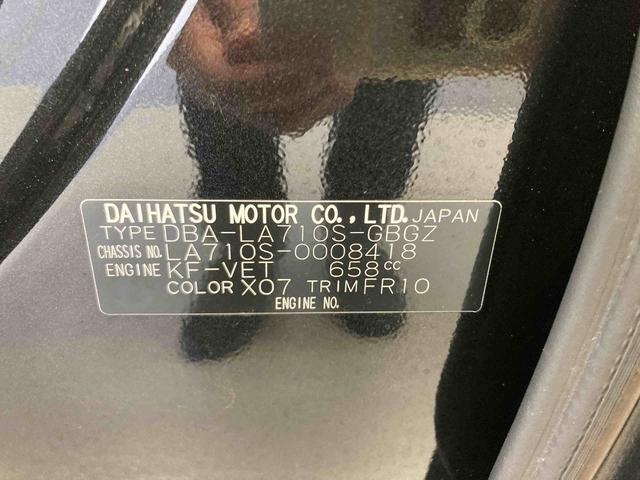 DAIHATSU MOTOR CO., LTD. JAPAN
TYPE DBA-LA710S-GBGZ
CHASSIS NO. LA710S-0008418
ENGINE KF-VET 658cc
COLOR X07 TRIM FR10
ENGINE NO.